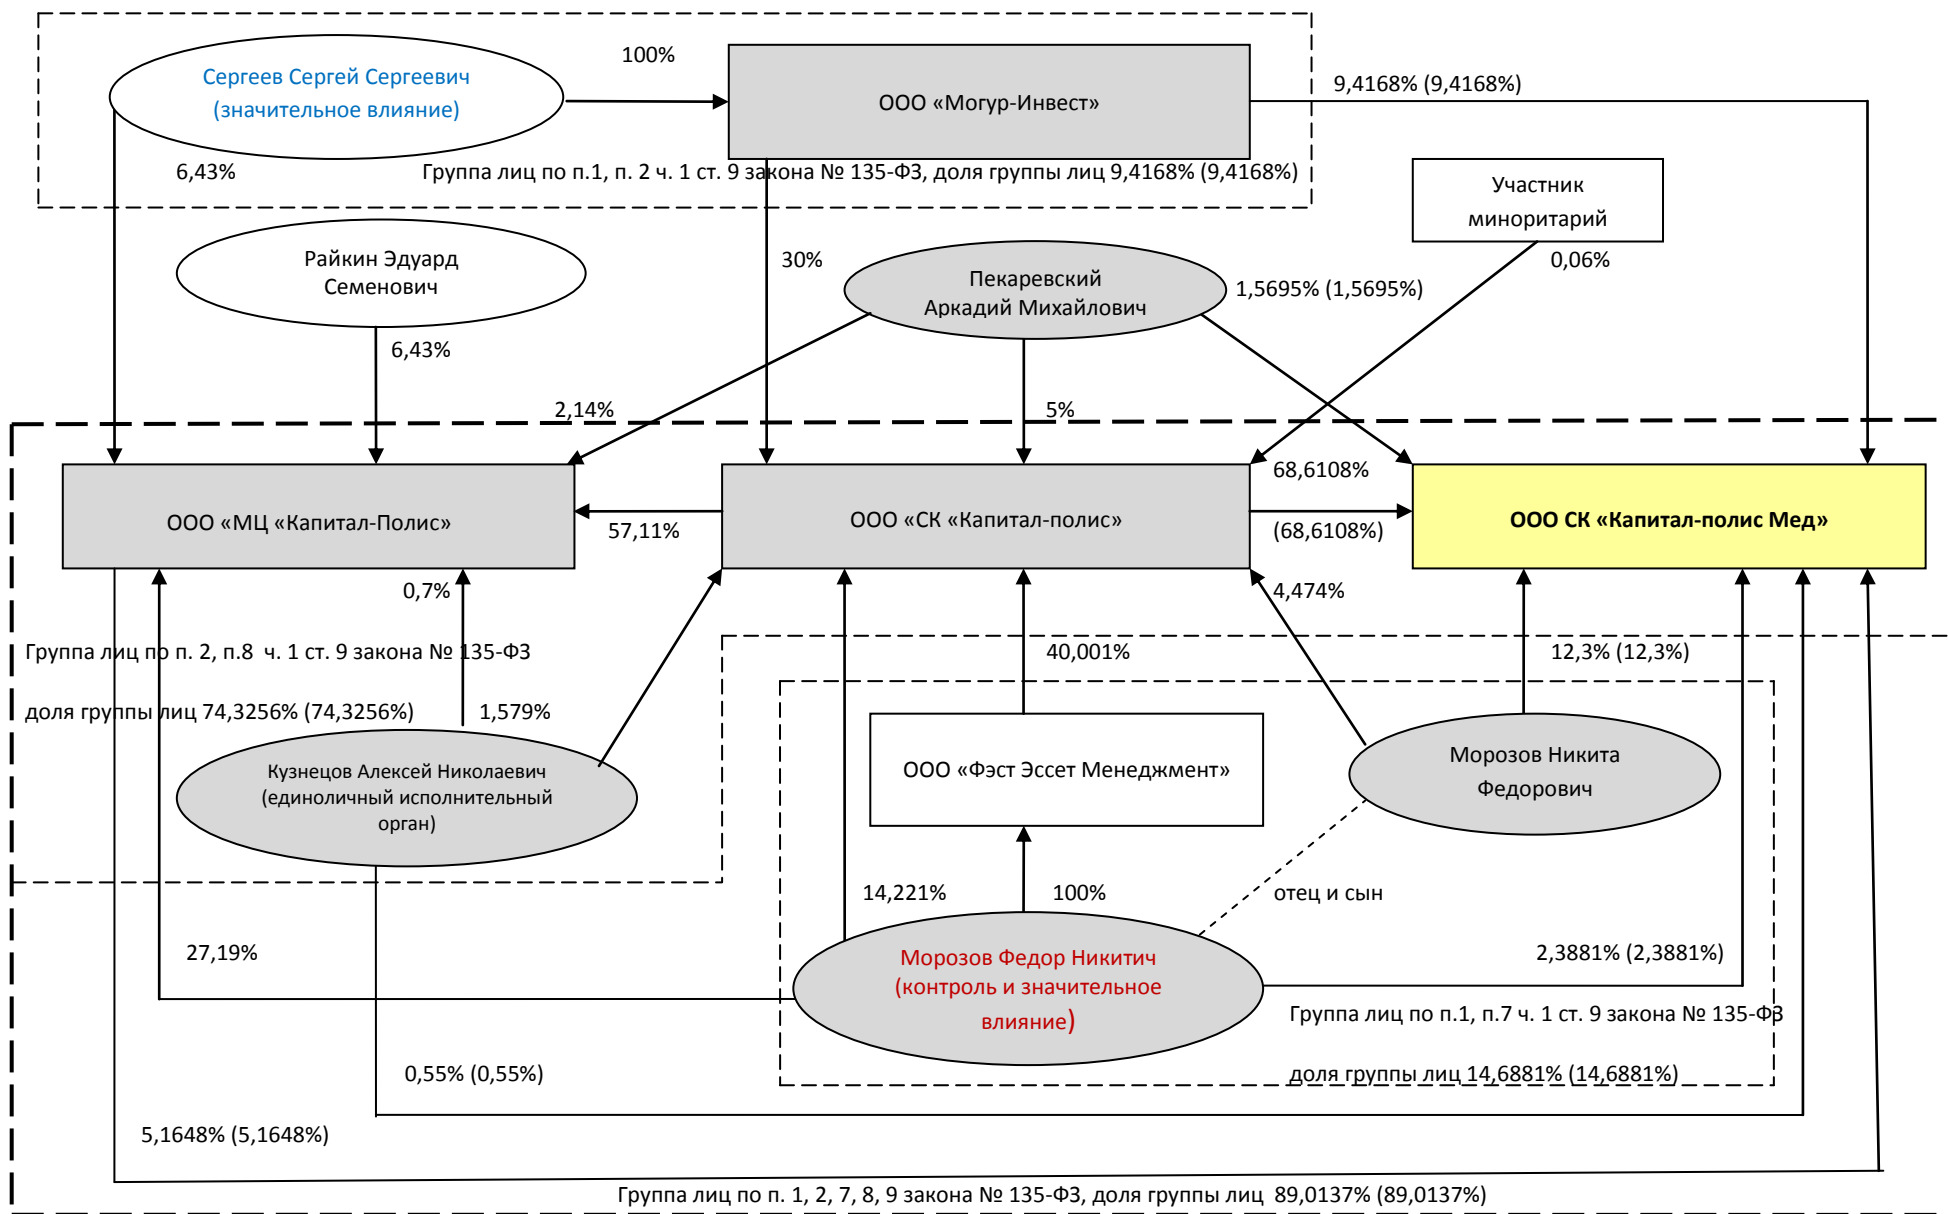 100%
Сергеев Сергей Сергеевич
(значительное влияние)
ООО «Могур-Инвест»
9,4168% (9,4168%)
6,43%
Группа лиц по п.1, п. 2 ч. 1 ст. 9 закона № 135-ФЗ, доля группы лиц 9,4168% (9,4168%)
Участник
миноритарий
Райкин Эдуард
Семенович
30%
Пекаревский
Аркадий Михайлович
1,5695% (1,5695%)
0,06%
6,43%
2,14%
5%
68,6108%
ООО «МЦ «Капитал-Полис»
57,11%
ООО «СК «Капитал-полис»
(68,6108%)
ООО СК «Капитал-полис Мед»
0,7%
4,474%
Группа лиц по п. 2, п.8 ч. 1 ст. 9 закона № 135-ФЗ
40,001%
12,3% (12,3%)
доля группы лиц 74,3256% (74,3256%)
1,579%
Кузнецов Алексей Николаевич
(единоличный исполнительный
орган)
ООО «Фэст Эссет Менеджмент»
Морозов Никита
Федорович
14,221%
100%
отец и сын
27,19%
Морозов Федор Никитич
(контроль и значительное
влияние)
2,3881% (2,3881%)
Группа лиц по п.1, п.7 ч. 1 ст. 9 закона № 135-ФЗ
0,55% (0,55%)
доля группы лиц 14,6881% (14,6881%)
5,1648% (5,1648%)
Группа лиц по п. 1, 2, 7, 8, 9 закона № 135-ФЗ, доля группы лиц 89,0137% (89,0137%)